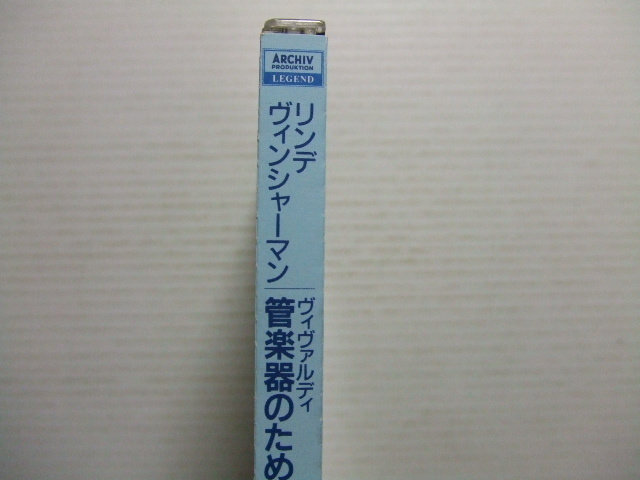 ARCHIV
PRODUKTION
LEGEND
リンデ
ヴィンシャーマン
ヴィヴァルディ
管楽器のため